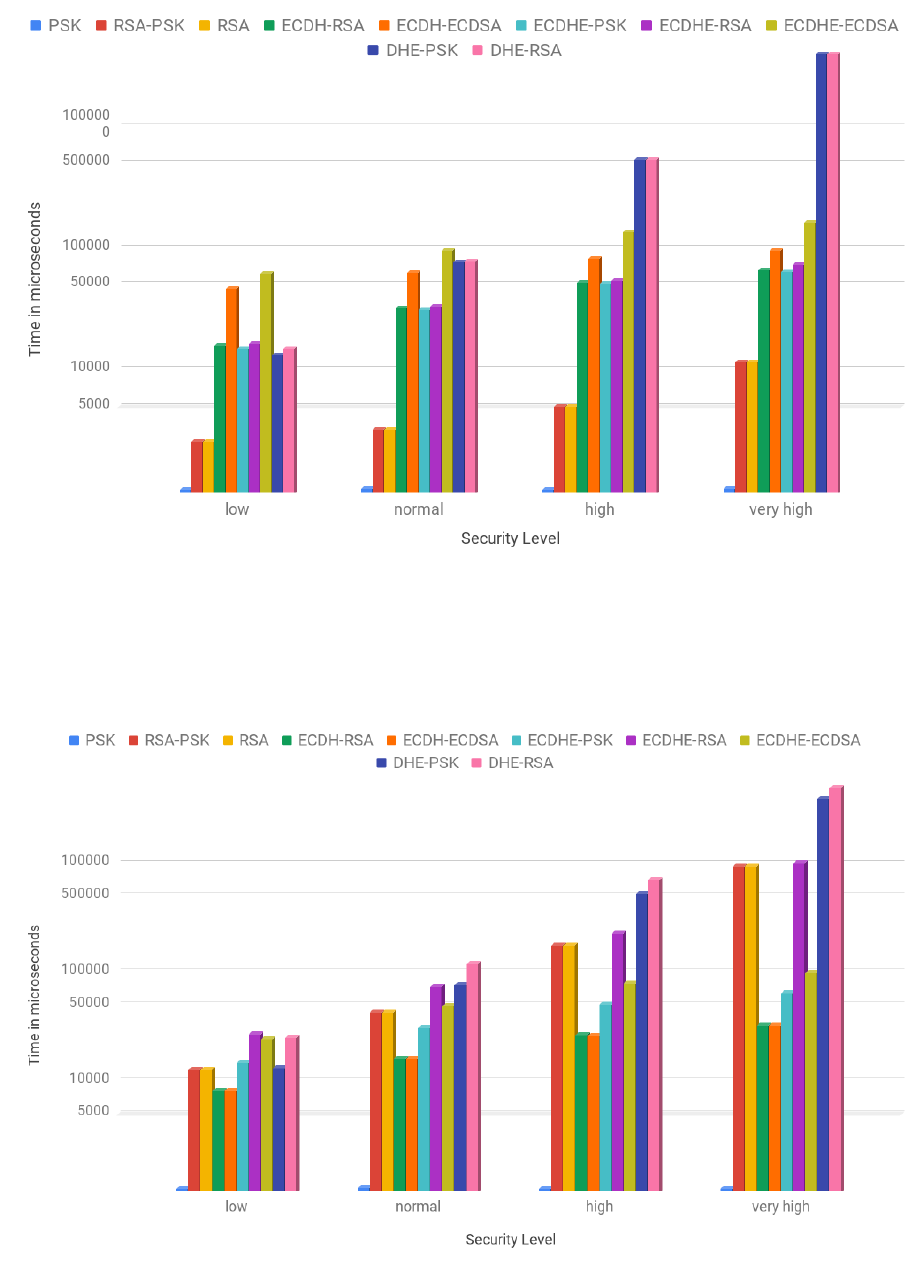 PSK RSA-PSK RSA ECDH-RSA ECDH-ECDSA ECDHE-PSK ECDHE-RSA ECDHE-ECDSA
DHE-PSK DHE-RSA
100000
0
500000
100000
50000
10000
5000
Time in microseconds
low normal high very high
Security Level
PSK RSA-PSK RSA ECDH-RSA ECDH-ECDSA ECDHE-PSK ECDHE-RSA ECDHE-ECDSA
DHE-PSK DHE-RSA
100000
500000
100000
50000
10000
5000
Time in microseconds
low normal high very high
Security Level